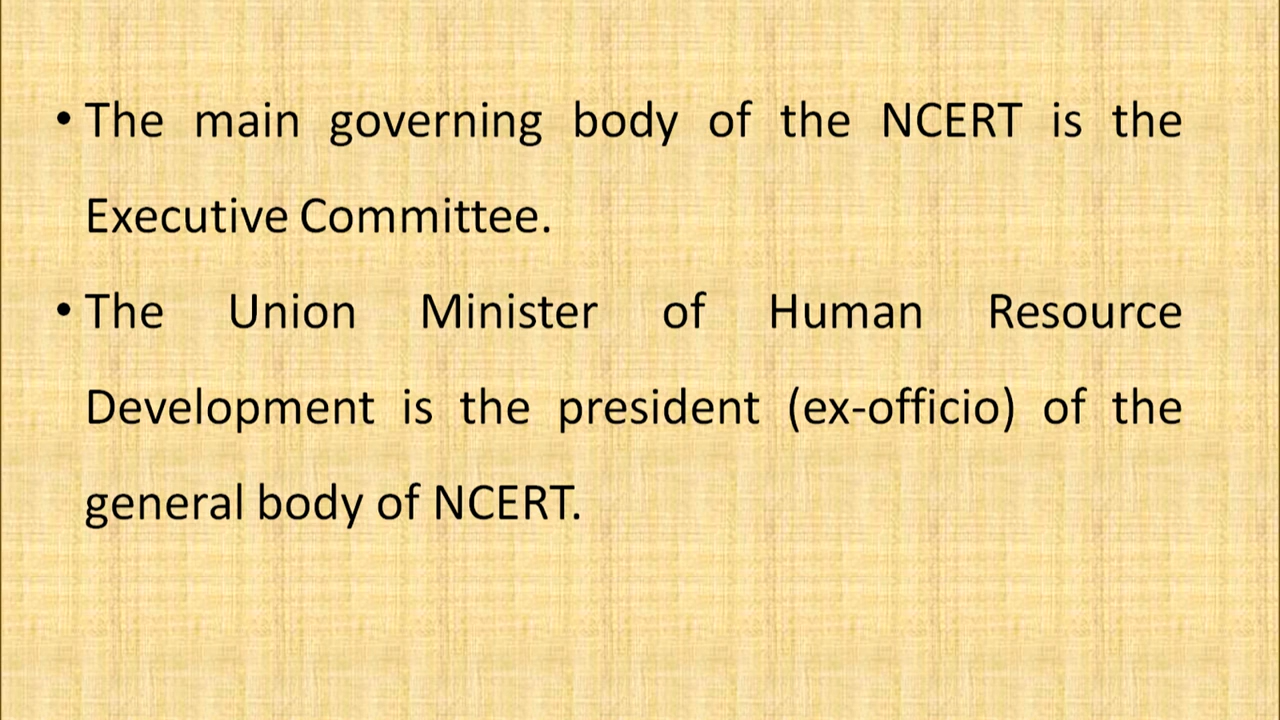 • The main governing body of the NCERT is the
Executive Committee.
• The Union Minister of Human Resource
Development is the president (ex-officio) of the
general body of NCERT.